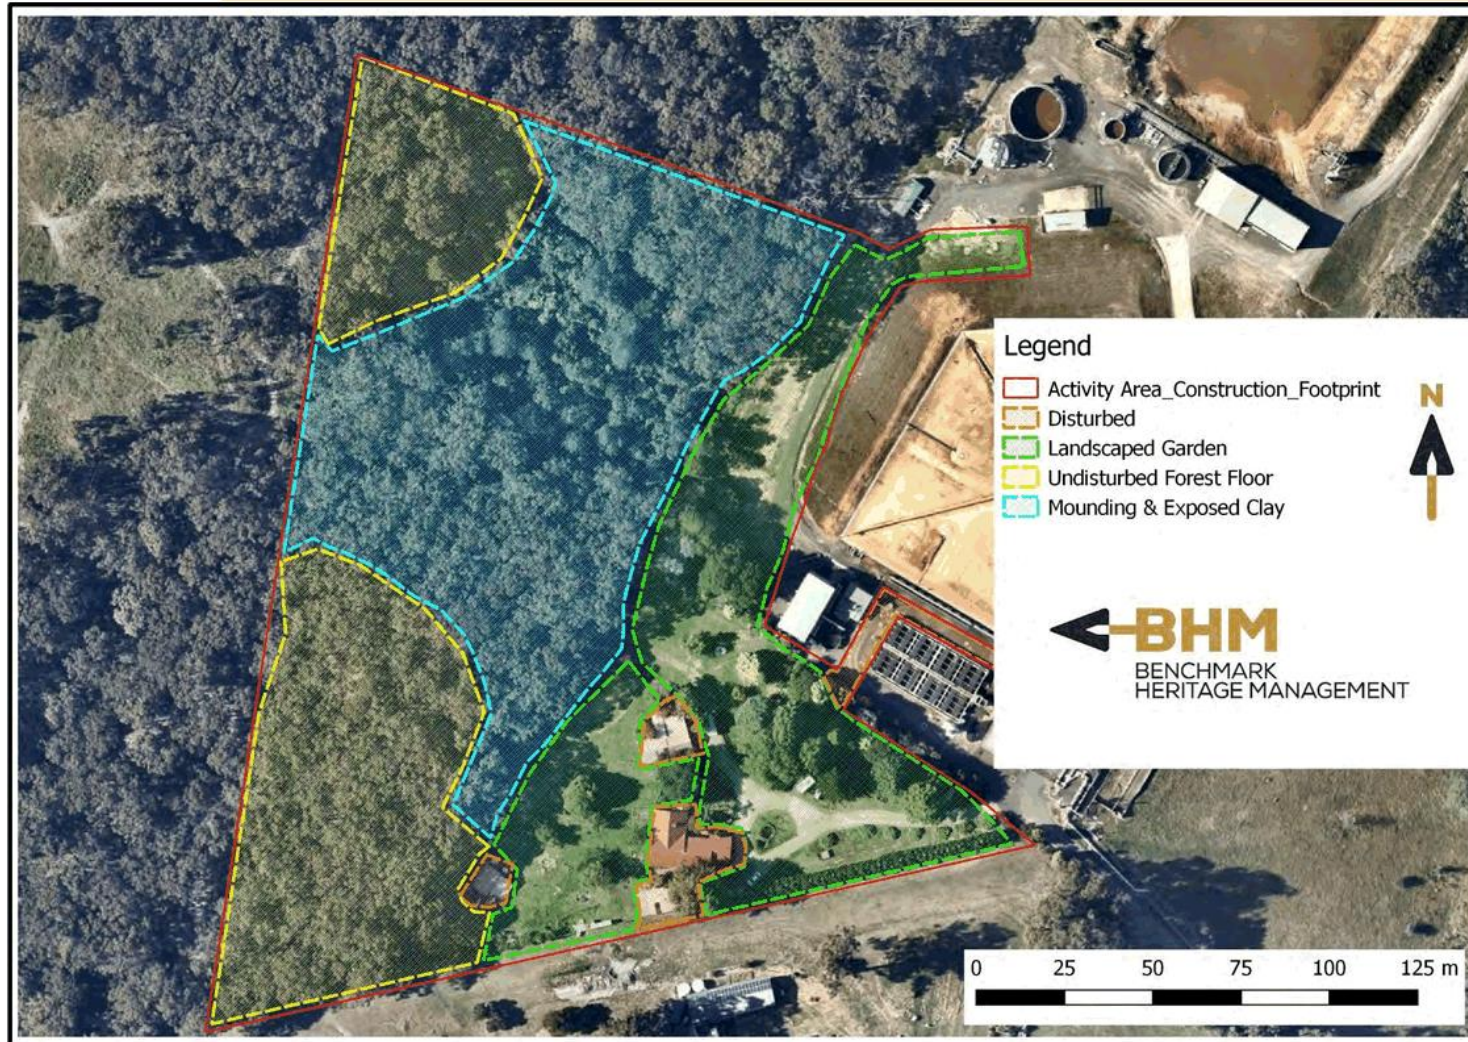 Legend
Activity Area_Construction_Footprint
Disturbed
Landscaped Garden
Undisturbed Forest Floor
Mounding & Exposed Clay
N
BHM
BENCHMARK
HERITAGE MANAGEMENT
0 25 50 75 100 125 m